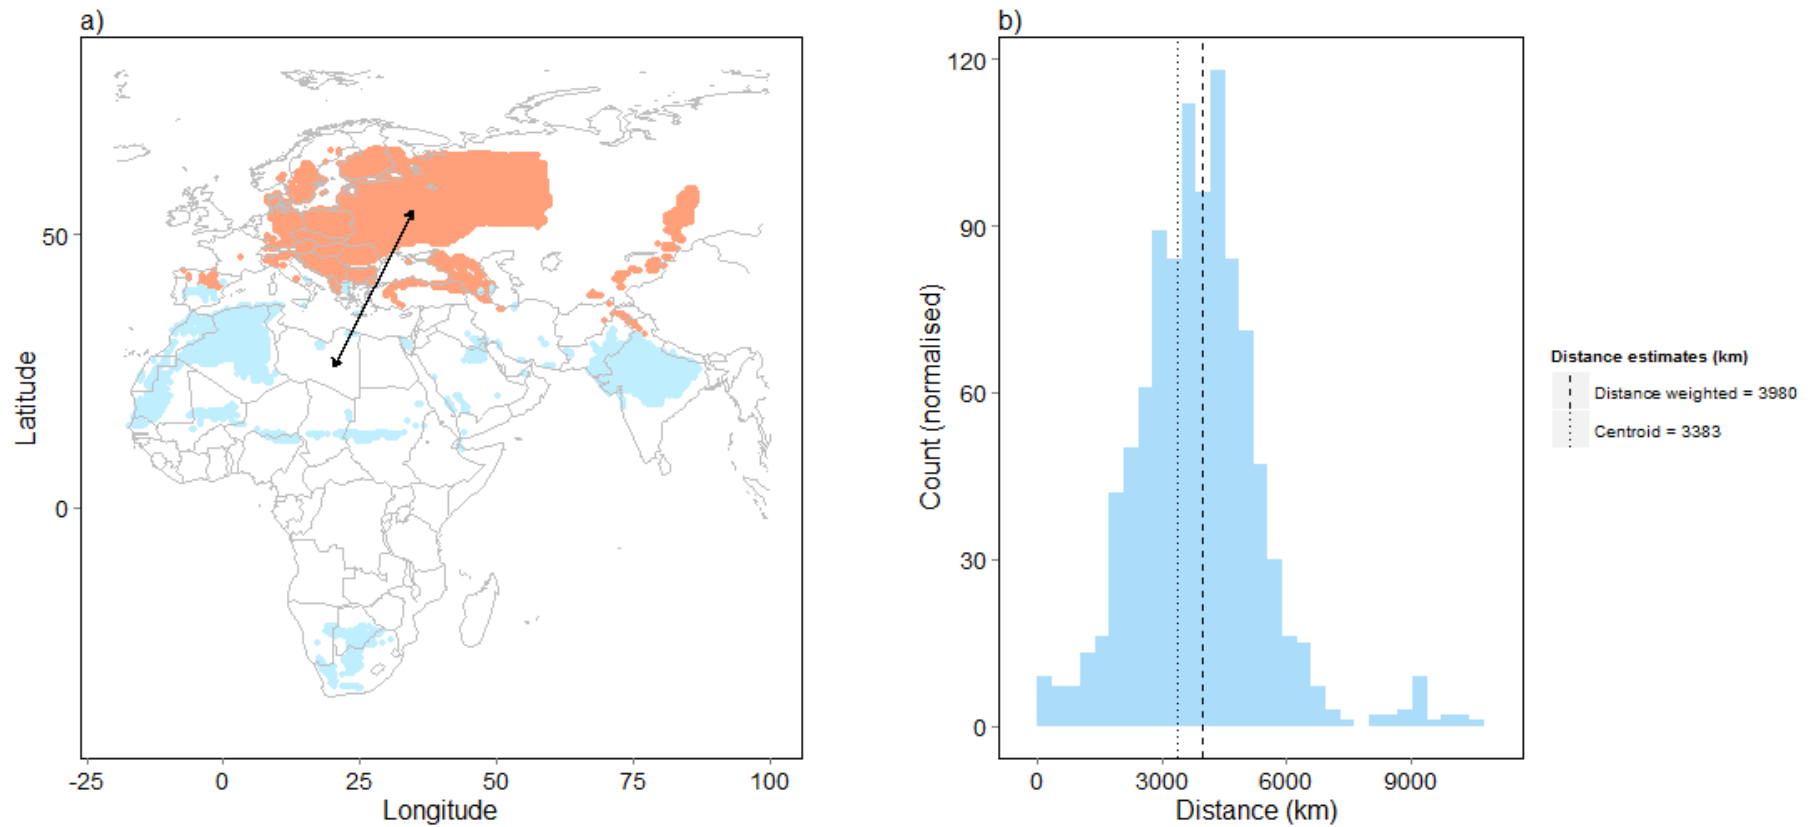 a)
50
0
Latitude
-25 0 25 50 75 100
Longitude
b)
120
90
60
30
0
Count (normalised)
0 3000 6000 9000
Distance (km)
Distance estimates (km)
Distance weighted = 3980
Centroid = 3383